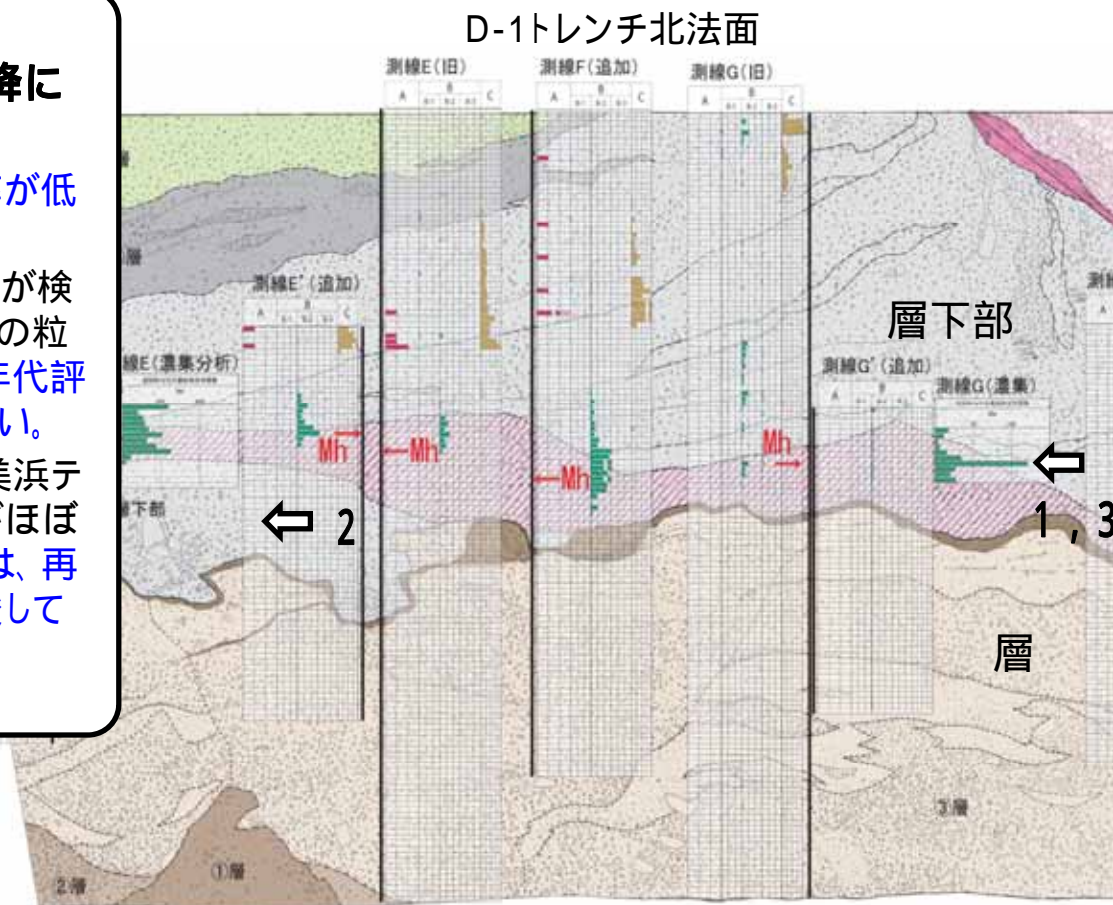 D-1トレンチ北法面
降に
が低
が検
の粒
年代評
い。
美浜テ
がほぼ
は、再
して
測線E(旧)
A B C
測線F(追加)
A B C
測線G(旧)
A B C
層
測線E'(追加)
A B C
線E(濃集分析)
層下部
測線G'(追加)
A B C
測線G(濃集)
測線
A
Mh
Mh
Mh
Mh
下部
2
1,3
層
3層
①層
2層